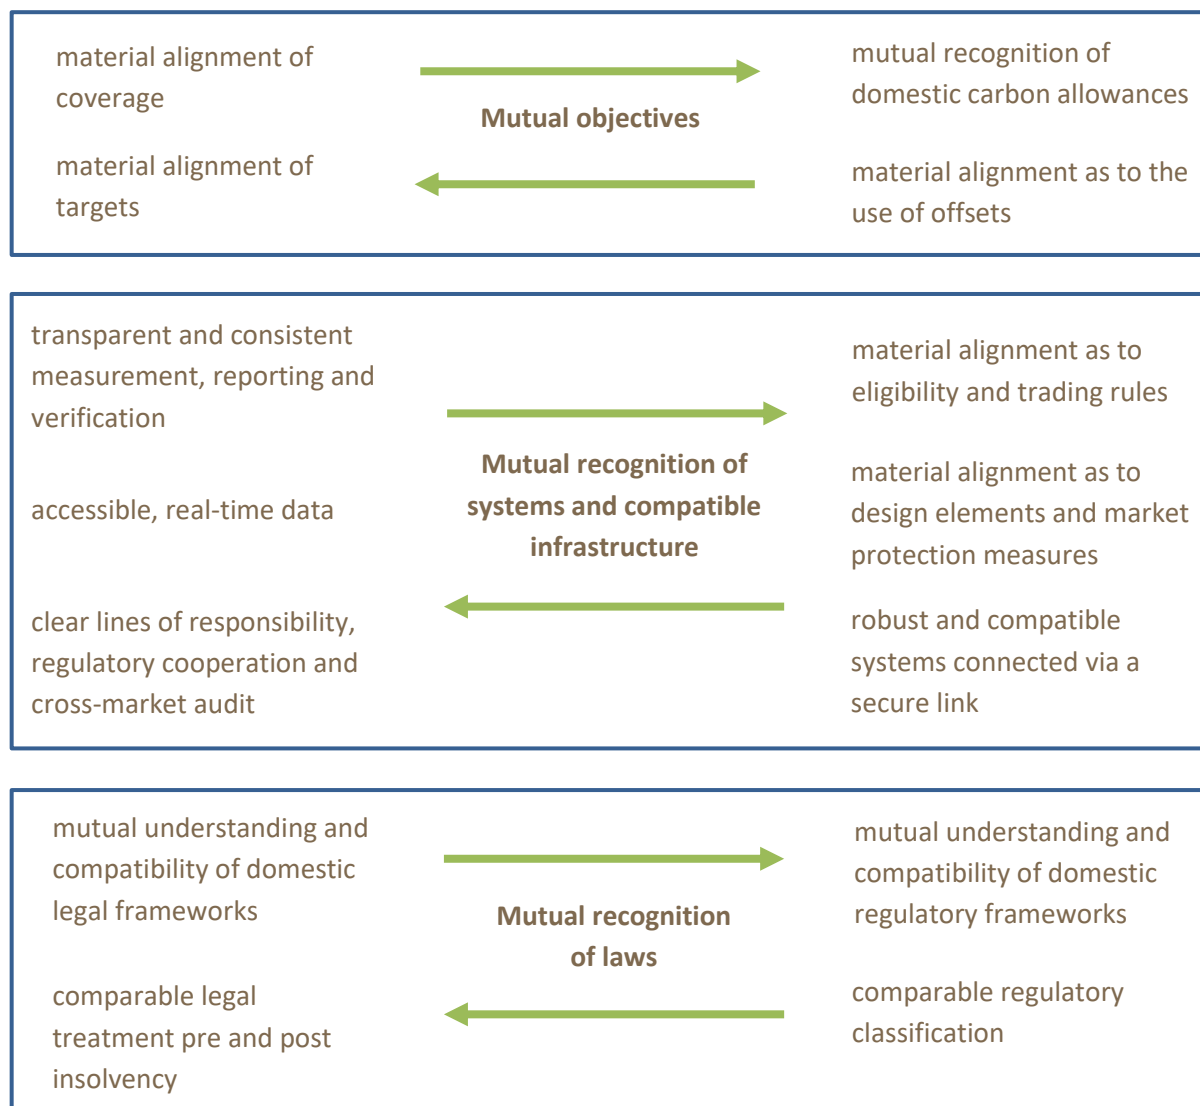 material alignment of
coverage
mutual recognition of
domestic carbon allowances
Mutual objectives
material alignment of
targets
material alignment as to the
use of offsets
transparent and consistent
measurement, reporting and
verification
material alignment as to
eligibility and trading rules
Mutual recognition of
systems and compatible
infrastructure
accessible, real-time data
material alignment as to
design elements and market
protection measures
clear lines of responsibility,
regulatory cooperation and
cross-market audit
robust and compatible
systems connected via a
secure link
mutual understanding and
compatibility of domestic
legal frameworks
mutual understanding and
compatibility of domestic
regulatory frameworks
Mutual recognition
of laws
comparable legal
treatment pre and post
insolvency
comparable regulatory
classification